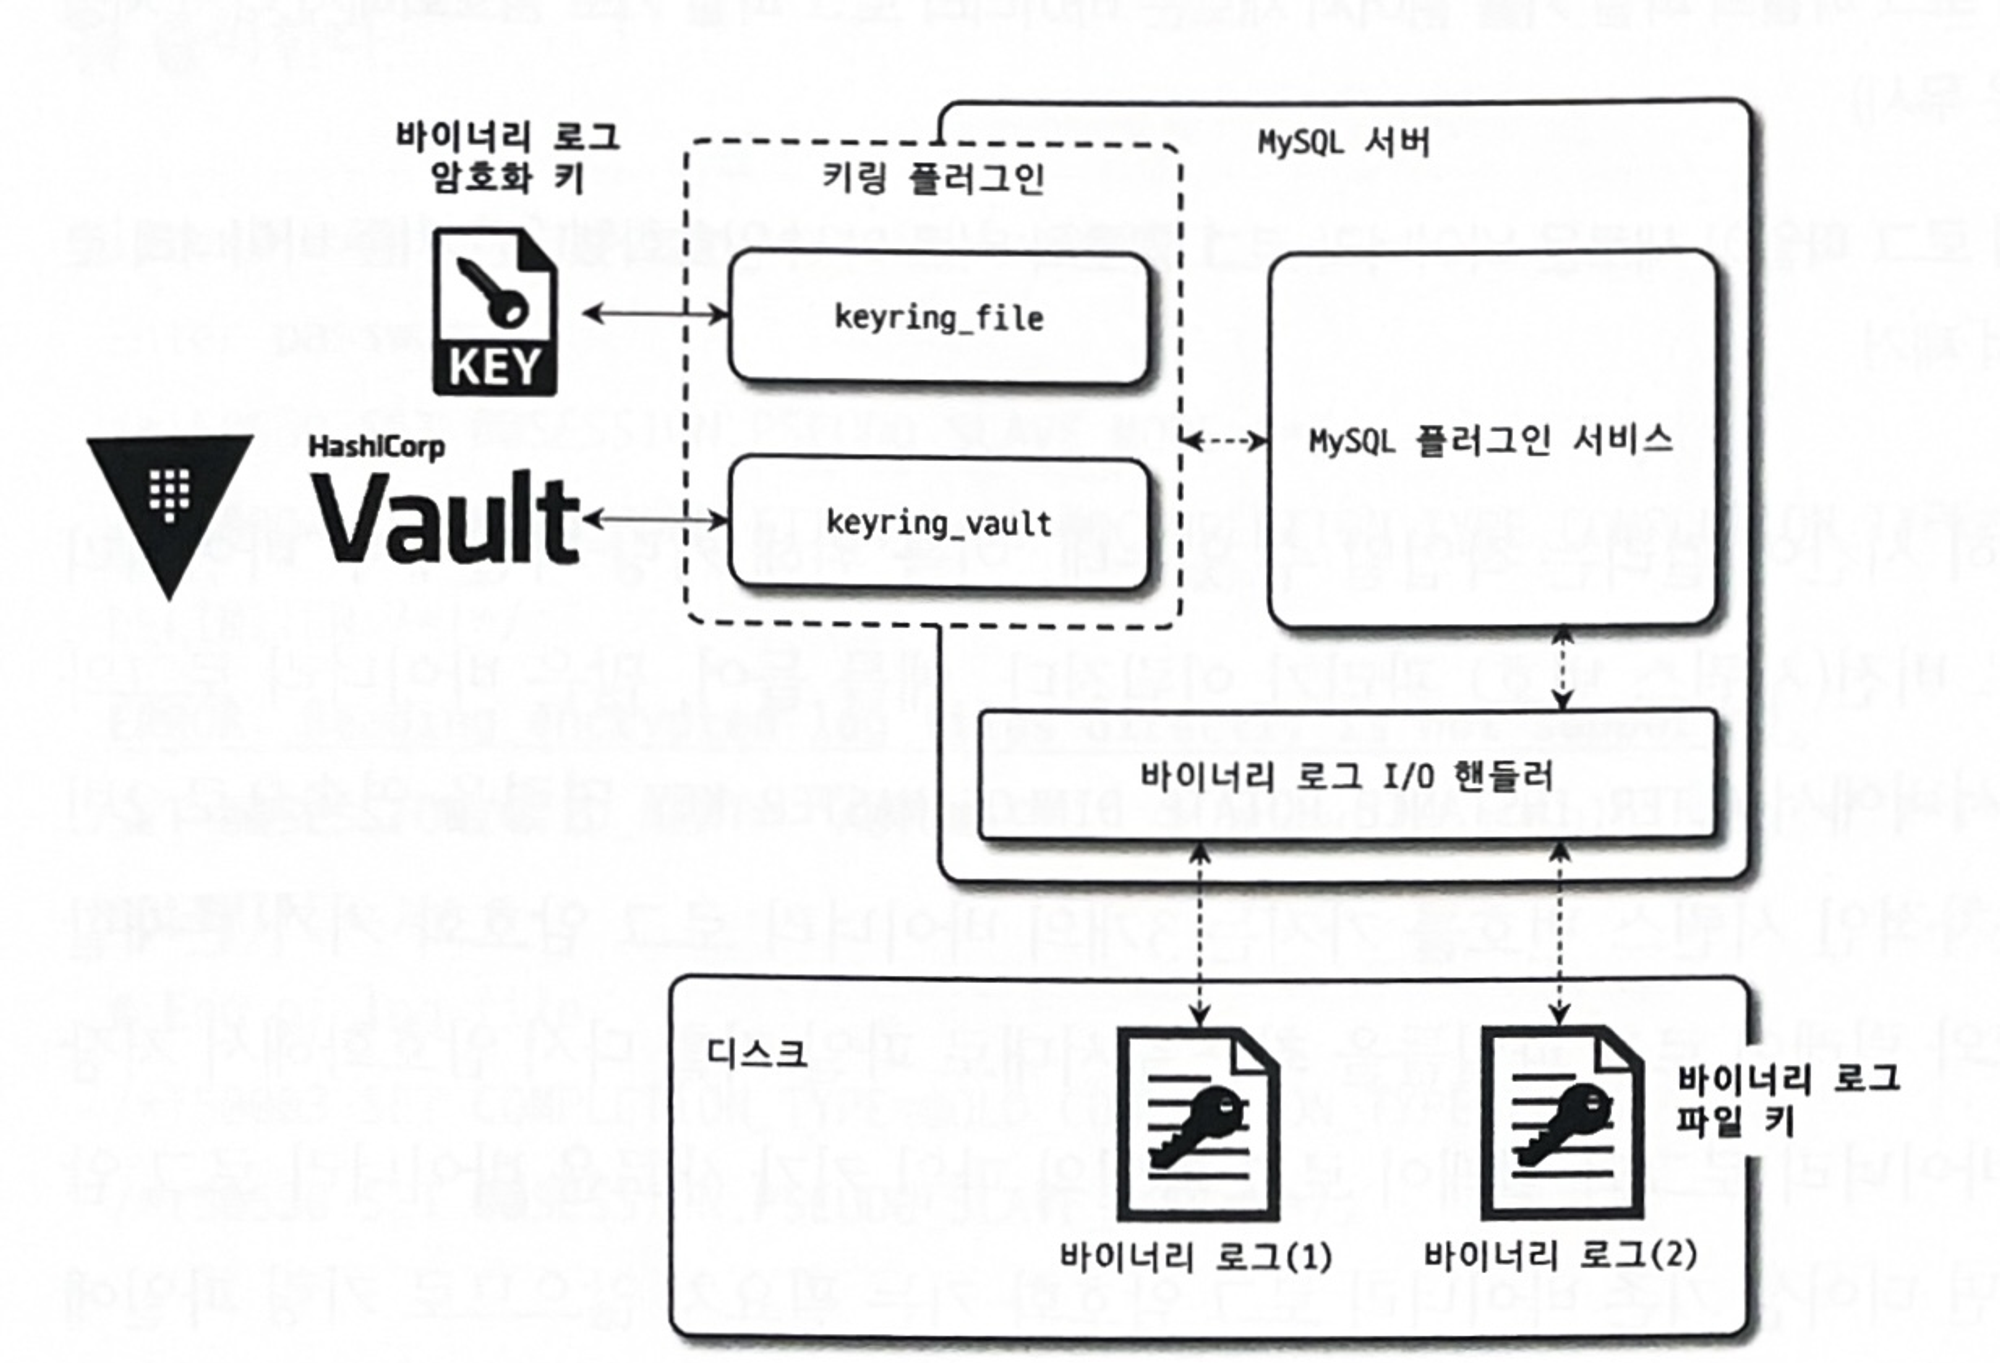 바이너리 로그
암호화 키
MySQL 서버
키링 플러그인
KEY
keyring_file
HashiCorp
Vault
keyring_vault
MySQL 플러그인 서비스
바이너리 로그 I/O 핸들러
디스크
바이너리 로그
파일 키
바이너리 로그(1)
바이너리 로그(2)